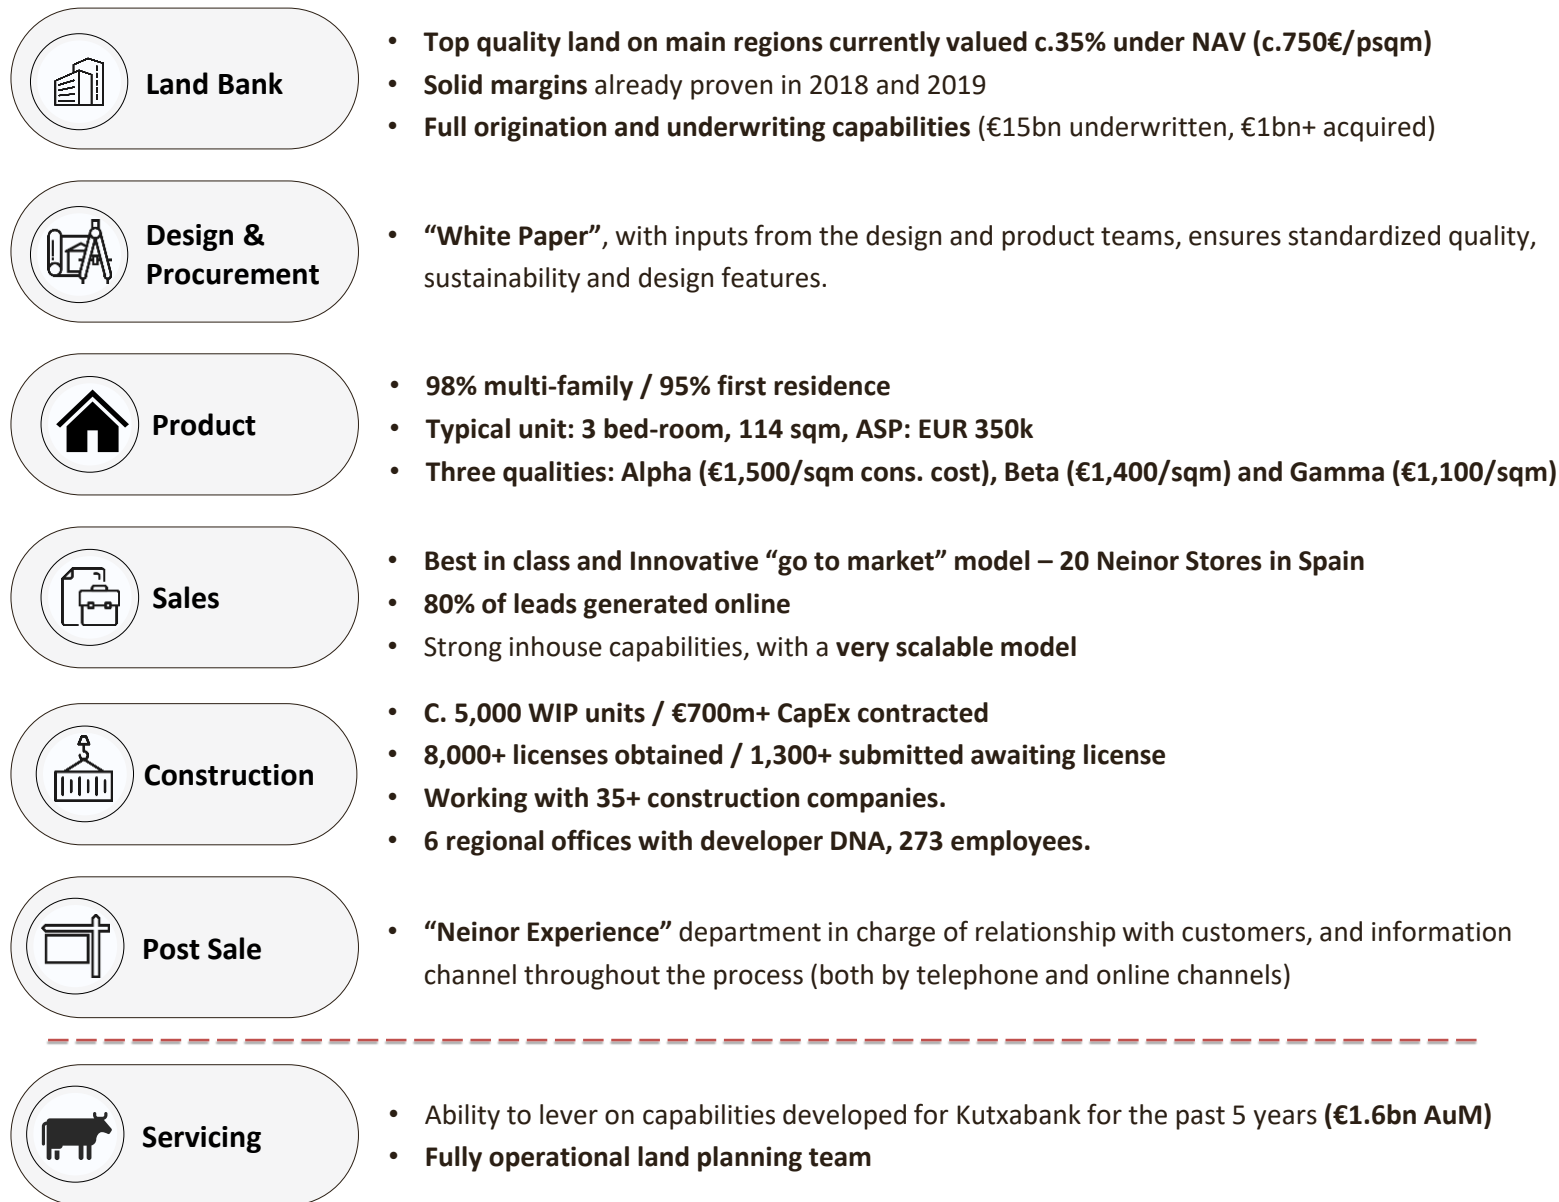 Land Bank
• Top quality land on main regions currently valued c.35% under NAV (c.750€/psqm)
• Solid margins already proven in 2018 and 2019
• Full origination and underwriting capabilities (€15bn underwritten, €1bn+ acquired)
Design &
Procurement
• “White Paper”, with inputs from the design and product teams, ensures standardized quality,
sustainability and design features.
Product
• 98% multi-family / 95% first residence
• Typical unit: 3 bed-room, 114 sqm, ASP: EUR 350k
• Three qualities: Alpha (€1,500/sqm cons. cost), Beta (€1,400/sqm) and Gamma (€1,100/sqm)
Sales
• Best in class and Innovative “go to market” model – 20 Neinor Stores in Spain
• 80% of leads generated online
• Strong inhouse capabilities, with a very scalable model
Construction
• C. 5,000 WIP units / €700m+ CapEx contracted
• 8,000+ licenses obtained / 1,300+ submitted awaiting license
• Working with 35+ construction companies.
• 6 regional offices with developer DNA, 273 employees.
Post Sale
• “Neinor Experience” department in charge of relationship with customers, and information
channel throughout the process (both by telephone and online channels)
Servicing
• Ability to lever on capabilities developed for Kutxabank for the past 5 years (€1.6bn AuM)
• Fully operational land planning team